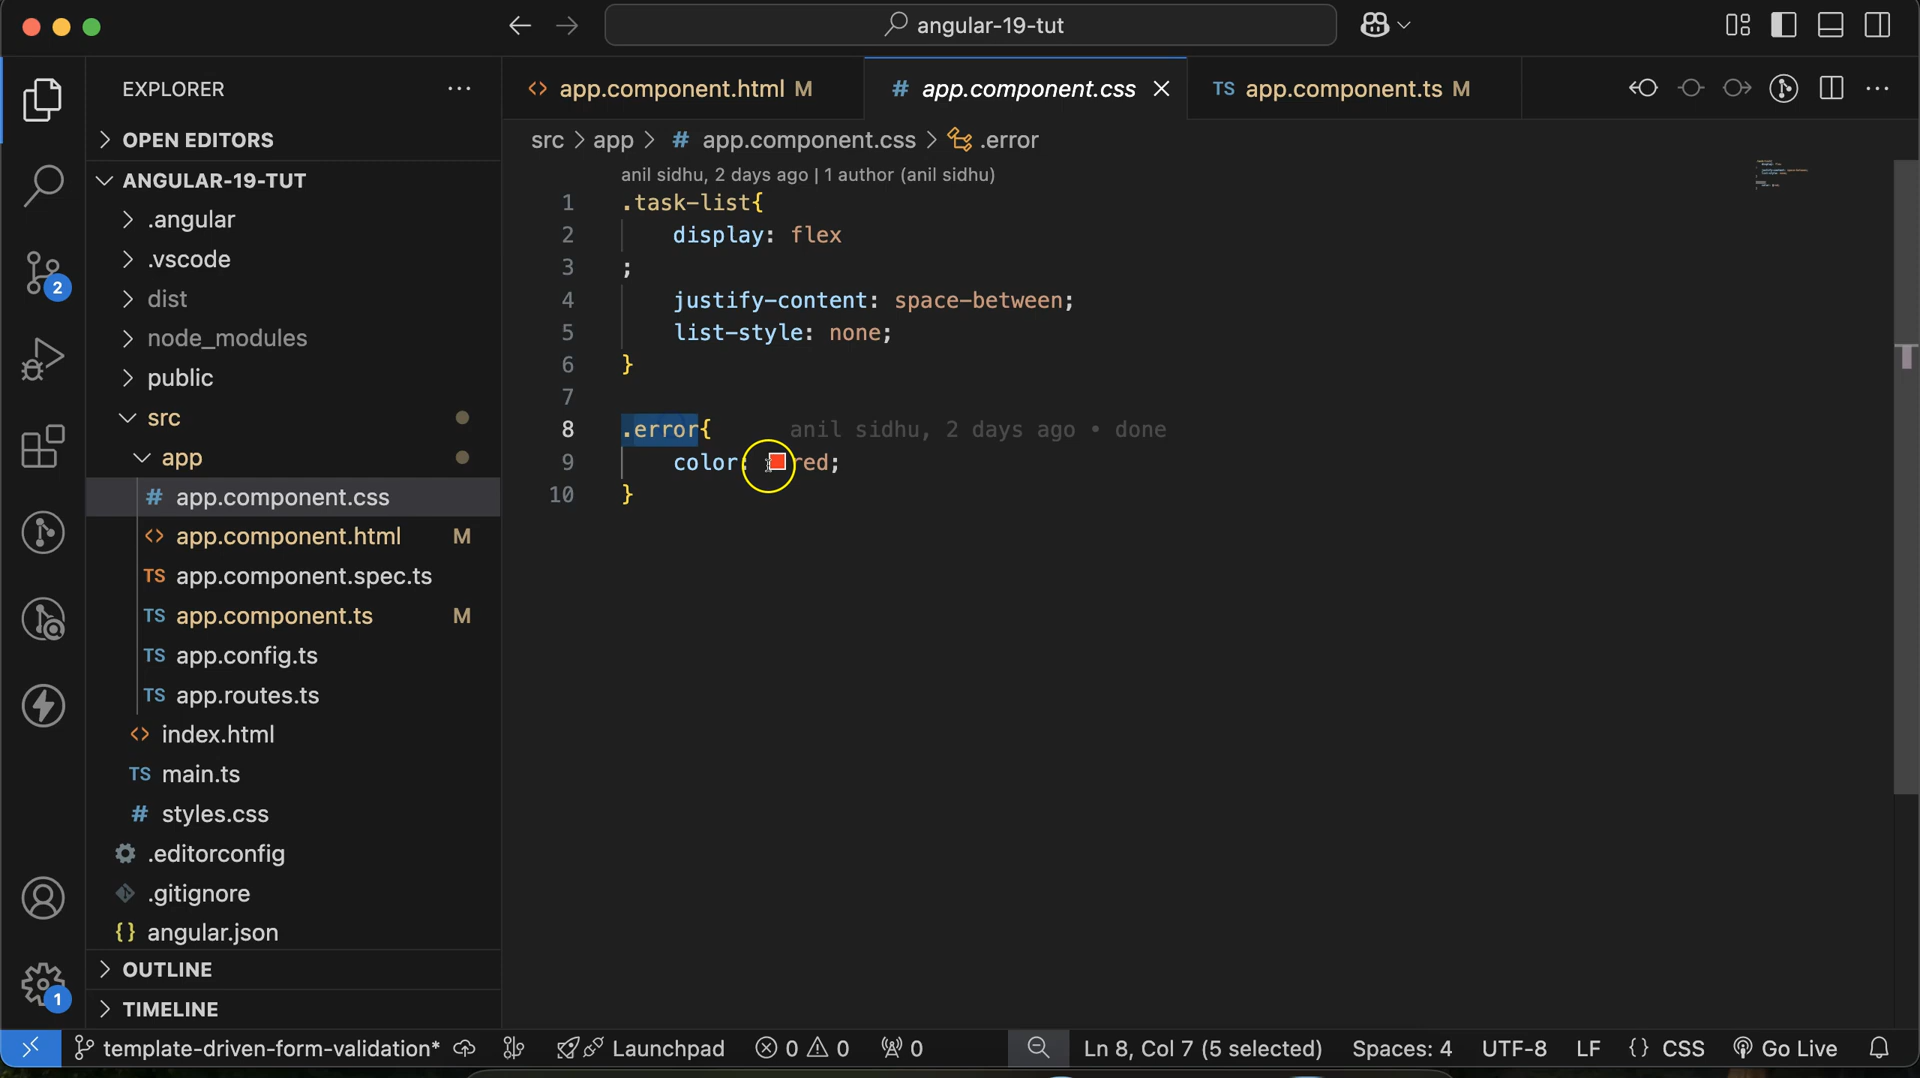 angular-19-tut
EXPLORER
OPEN EDITORS
ANGULAR-19-TUT
.angular
.vscode
dist
node_modules
public
src
app
# app.component.css
<> app.component.html M
TS app.component.spec.ts
TS app.component.ts M
TS app.config.ts
TS app.routes.ts
<> index.html
TS main.ts
# styles.css
.editorconfig
.gitignore
{} angular.json
OUTLINE
TIMELINE
2
1
<> app.component.html M
# app.component.css
TS app.component.ts M
src > app > # app.component.css > .error
anil sidhu, 2 days ago | 1 author (anil sidhu)
1 .task-list{
2 display: flex
3 ;
4 justify-content: space-between;
5 list-style: none;
6 }
7
8 .error{ anil sidhu, 2 days ago • done
9 color: red;
10 }
template-driven-form-validation*
Launchpad
0 0
0
Ln 8, Col 7 (5 selected)
Spaces: 4
UTF-8
LF
{} CSS
Go Live